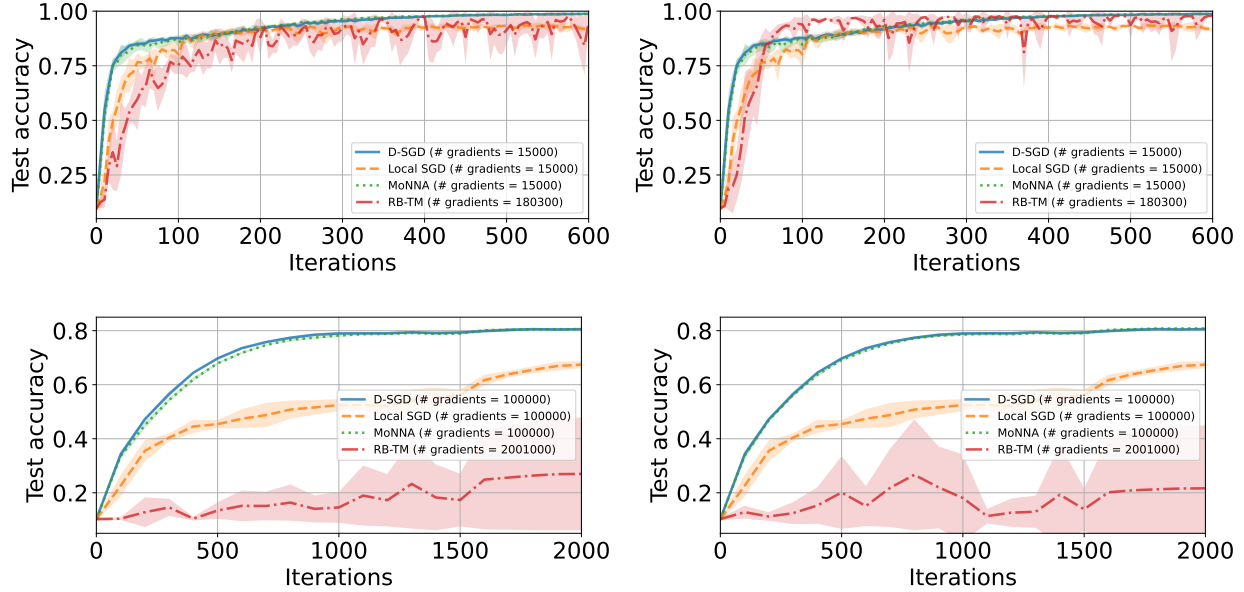 1.00
0.75
0.50
0.25
Test accuracy
D-SGD (# gradients = 15000)
Local SGD (# gradients = 15000)
MoNNA (# gradients = 15000)
RB-TM (# gradients = 180300)
0 100 200 300 400 500 600
Iterations
1.00
0.75
0.50
0.25
Test accuracy
D-SGD (# gradients = 15000)
Local SGD (# gradients = 15000)
MoNNA (# gradients = 15000)
RB-TM (# gradients = 180300)
0 100 200 300 400 500 600
Iterations
0.8
0.6
0.4
0.2
Test accuracy
D-SGD (# gradients = 100000)
Local SGD (# gradients = 100000)
MoNNA (# gradients = 100000)
RB-TM (# gradients = 2001000)
0 500 1000 1500 2000
Iterations
0.8
0.6
0.4
0.2
Test accuracy
D-SGD (# gradients = 100000)
Local SGD (# gradients = 100000)
MoNNA (# gradients = 100000)
RB-TM (# gradients = 2001000)
0 500 1000 1500 2000
Iterations